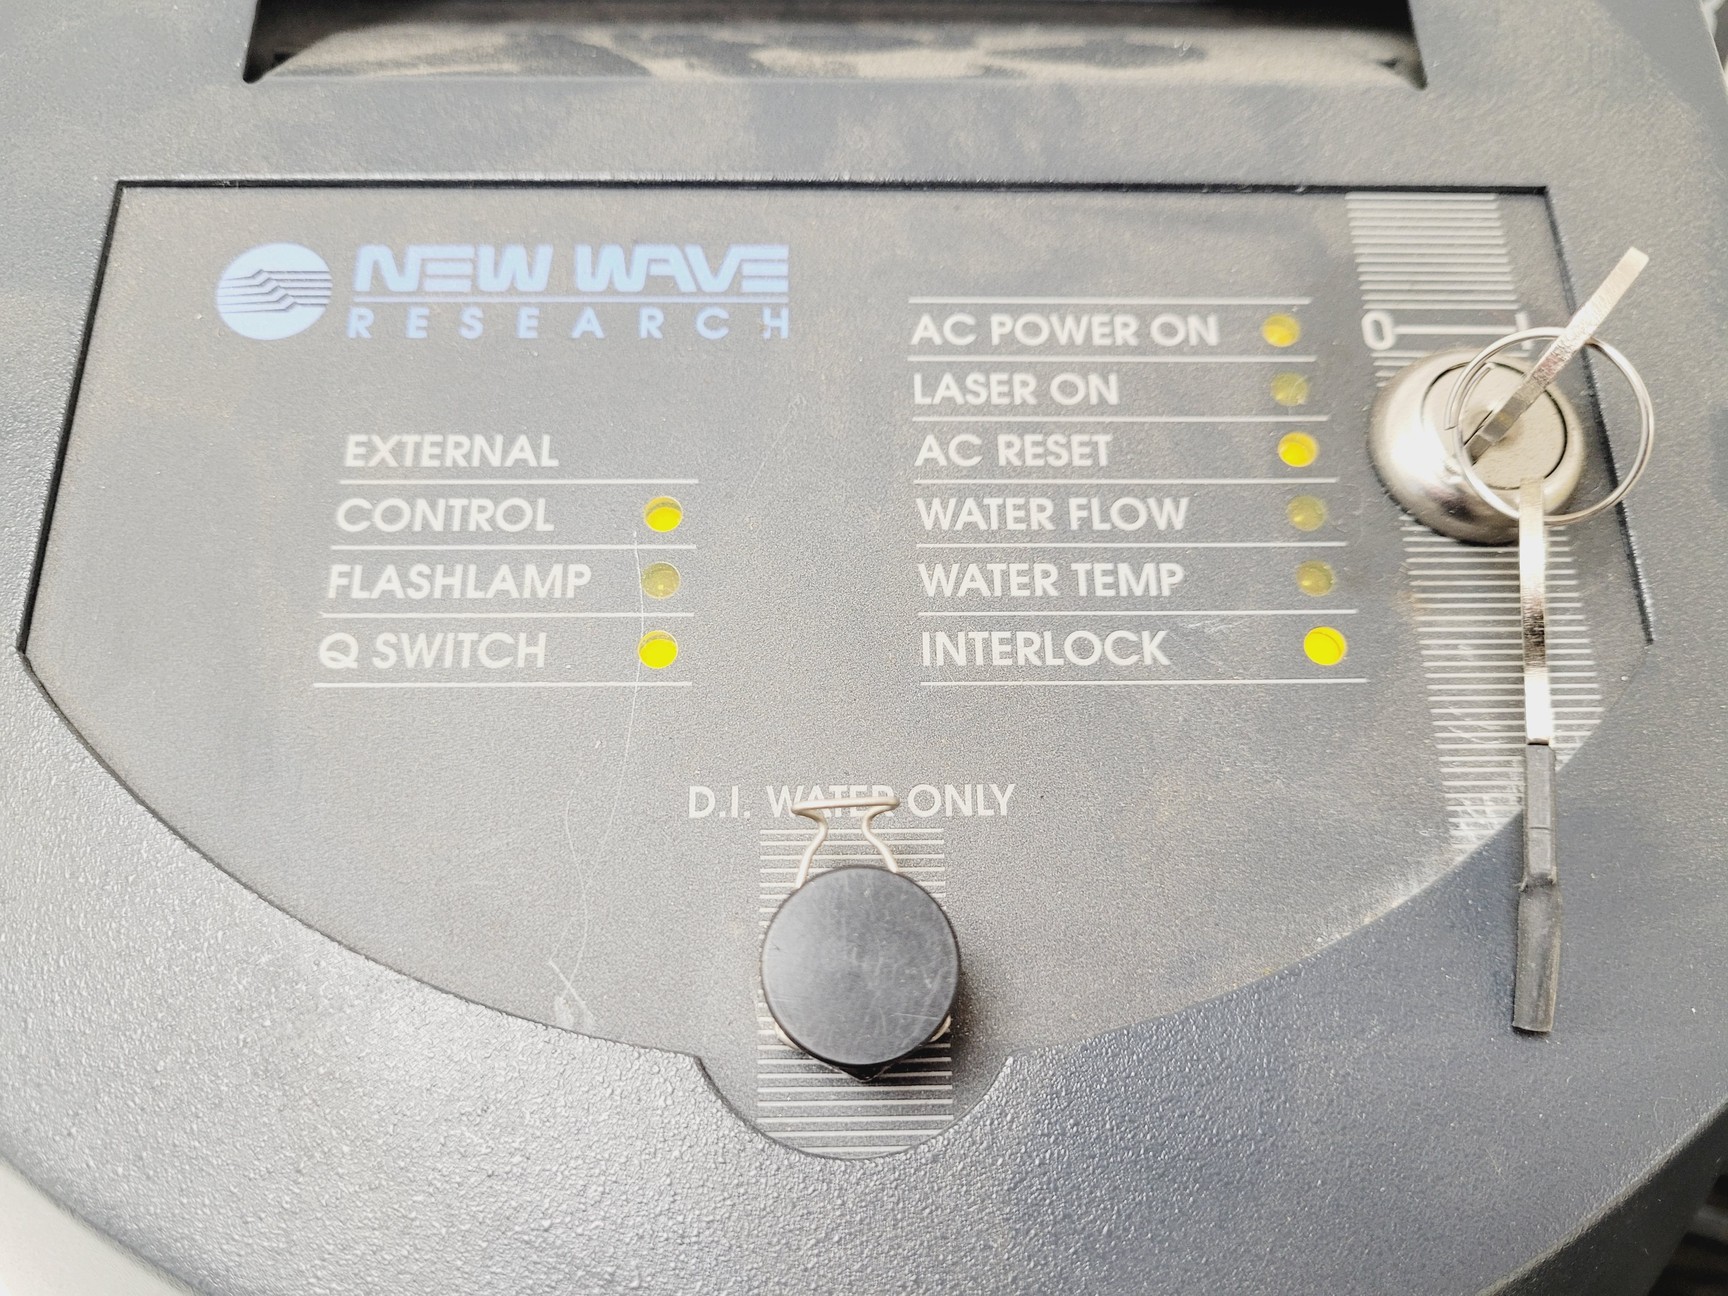 NEW WAVE
RESEARCH
EXTERNAL
CONTROL
FLASHLAMP
Q SWITCH
AC POWER ON
LASER ON
AC RESET
WATER FLOW
WATER TEMP
INTERLOCK
0 1
D.I. WATER ONLY